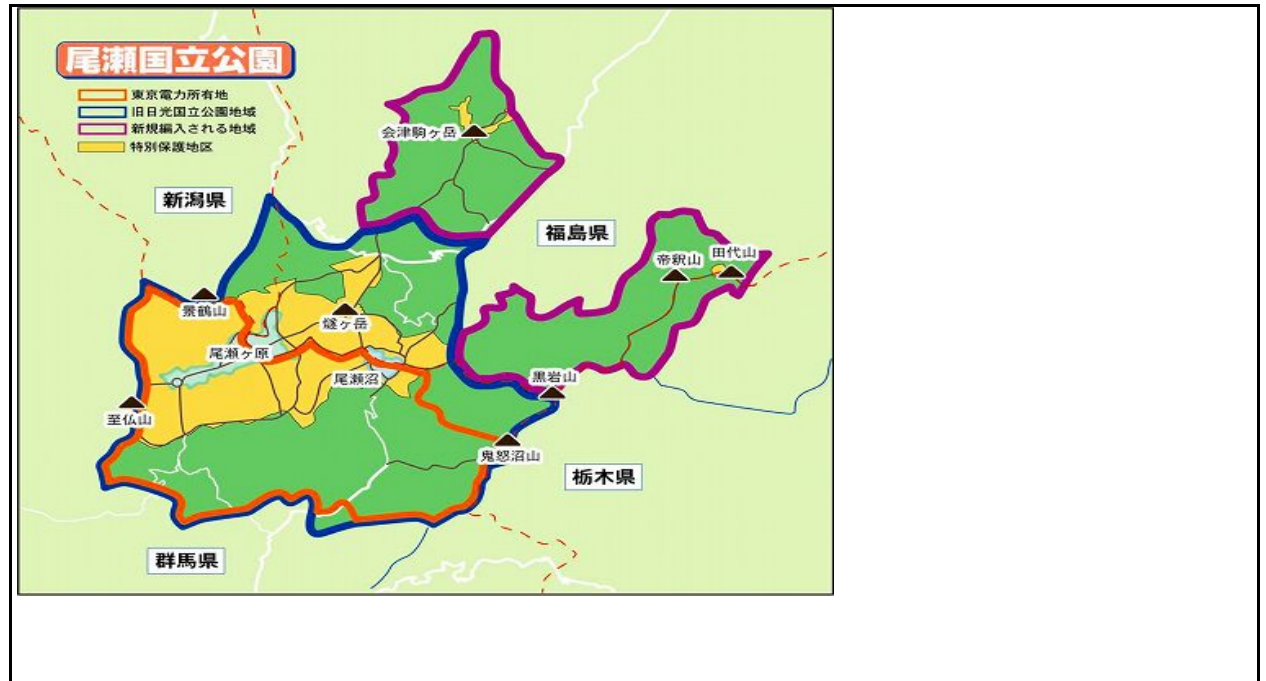 尾瀬国立公園
東京電力所有地
旧日光国立公園地域
新規編入される地域
特別保護地区
会津駒ヶ岳
新潟県
福島県
帝釈山
田代山
景鶴山
燧ヶ岳
尾瀬ヶ原
尾瀬沼
黒岩山
至仏山
鬼怒沼山
栃木県
群馬県